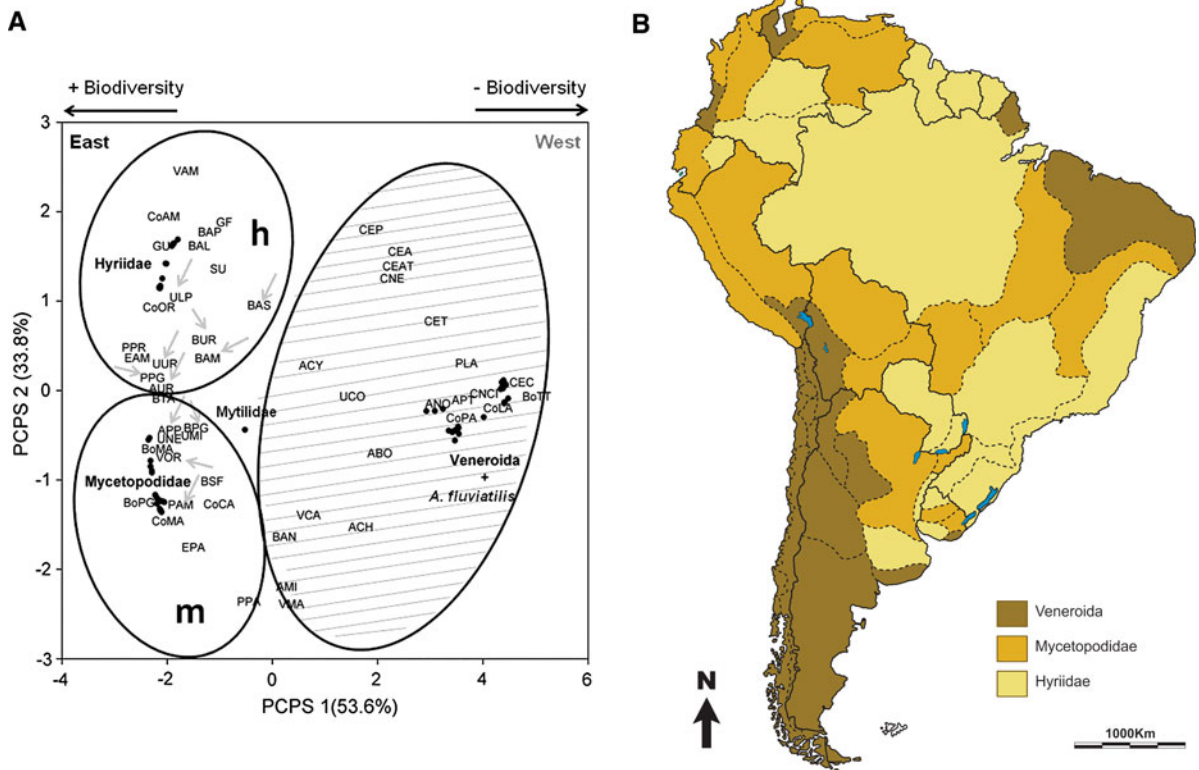 A
+ Biodiversity
- Biodiversity
East
West
3
2
1
0
-1
-2
-3
VAM
CoAM
GF
BAP
GU
BAL
h
Hyriidae
SU
ULP
CoOR
BAS
BUR
PPR
EAM
UUR
BAM
PPG
AUR
BTA
Mytilidae
APP
BPG
UNE
UMI
BoMA
VOR
Mycetopodidae
BSF
BoPG
PAM
CoCA
CoMA
EPA
m
PPA
CEP
CEA
CEAT
CNE
CET
ACY
PLA
CEC
UCO
CNCI
BoTT
ANO
APT
CoLA
CoPA
ABO
Veneroida
+
A. fluviatilis
VCA
ACH
BAN
AMI
VMA
-4
-2
0
2
4
6
PCPS 1(53.6%)
PCPS 2 (33.8%)
B
Veneroida
Mycetopodidae
Hyriidae
N
1000Km